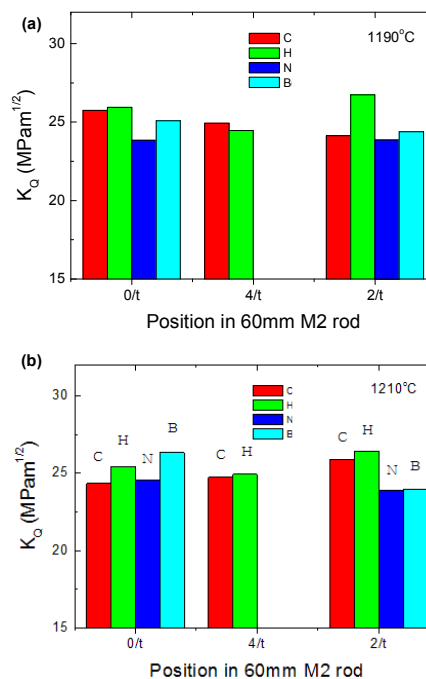 (a)
1190°C
C
H
N
B
30
25
20
15
K_Q (MPam^1/2)
0/t 4/t 2/t
Position in 60mm M2 rod
(b)
1210°C
C
H
N
B
30
25
20
15
K_Q (MPam^1/2)
C H N B C H C H N B
0/t 4/t 2/t
Position in 60mm M2 rod